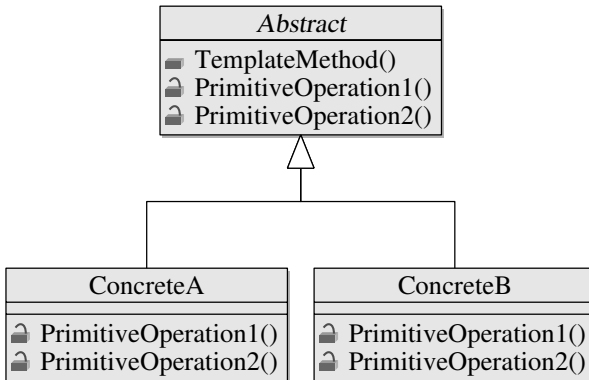 Abstract
TemplateMethod()
PrimitiveOperation1()
PrimitiveOperation2()
ConcreteA
PrimitiveOperation1()
PrimitiveOperation2()
ConcreteB
PrimitiveOperation1()
PrimitiveOperation2()